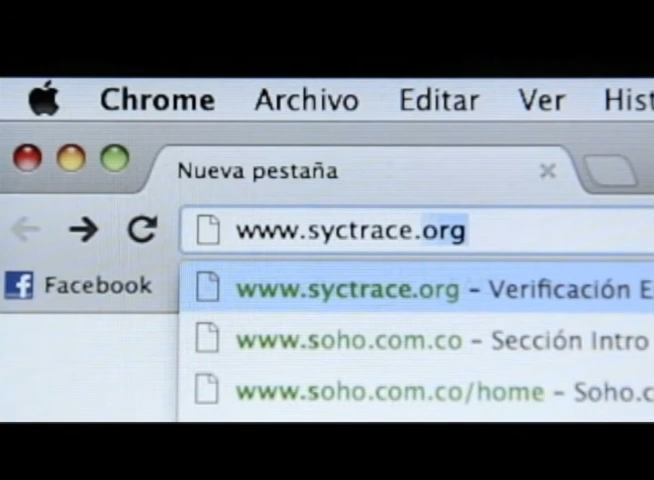 Chrome Archivo Editar Ver Hist
Nueva pestaña
www.syctrace.org
Facebook
www.syctrace.org – Verificación E
www.soho.com.co – Sección Intro
www.soho.com.co/home – Soho.c